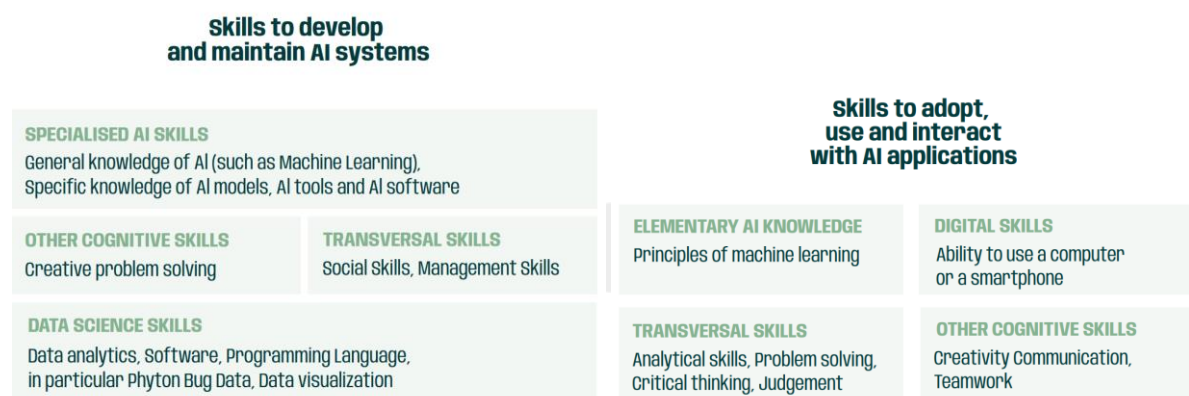 Skills to develop
and maintain AI systems
SPECIALISED AI SKILLS
General knowledge of AI (such as Machine Learning),
Specific knowledge of AI models, AI tools and AI software
OTHER COGNITIVE SKILLS
Creative problem solving
TRANSVERSAL SKILLS
Social Skills, Management Skills
DATA SCIENCE SKILLS
Data analytics, Software, Programming Language,
in particular Phyton Bug Data, Data visualization
Skills to adopt,
use and interact
with AI applications
ELEMENTARY AI KNOWLEDGE
Principles of machine learning
DIGITAL SKILLS
Ability to use a computer
or a smartphone
TRANSVERSAL SKILLS
Analytical skills, Problem solving,
Critical thinking, Judgement
OTHER COGNITIVE SKILLS
Creativity Communication,
Teamwork